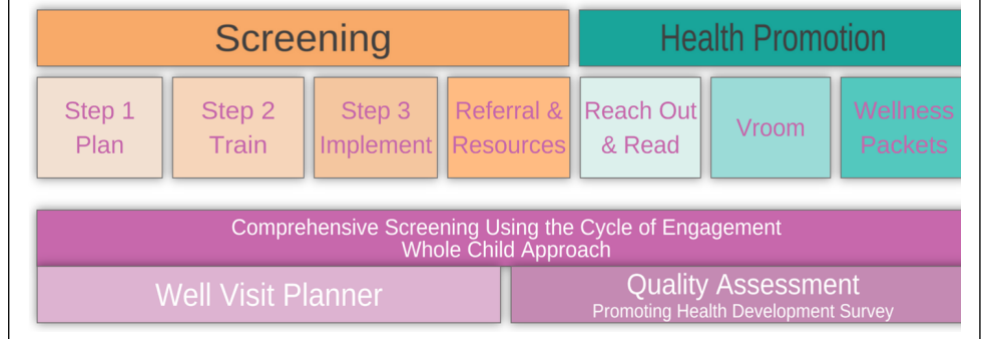 Screening
Health Promotion
Step 1
Plan
Step 2
Train
Step 3
Implement
Referral &
Resources
Reach Out
& Read
Vroom
Wellness
Packets
Comprehensive Screening Using the Cycle of Engagement
Whole Child Approach
Well Visit Planner
Quality Assessment
Promoting Health Development Survey